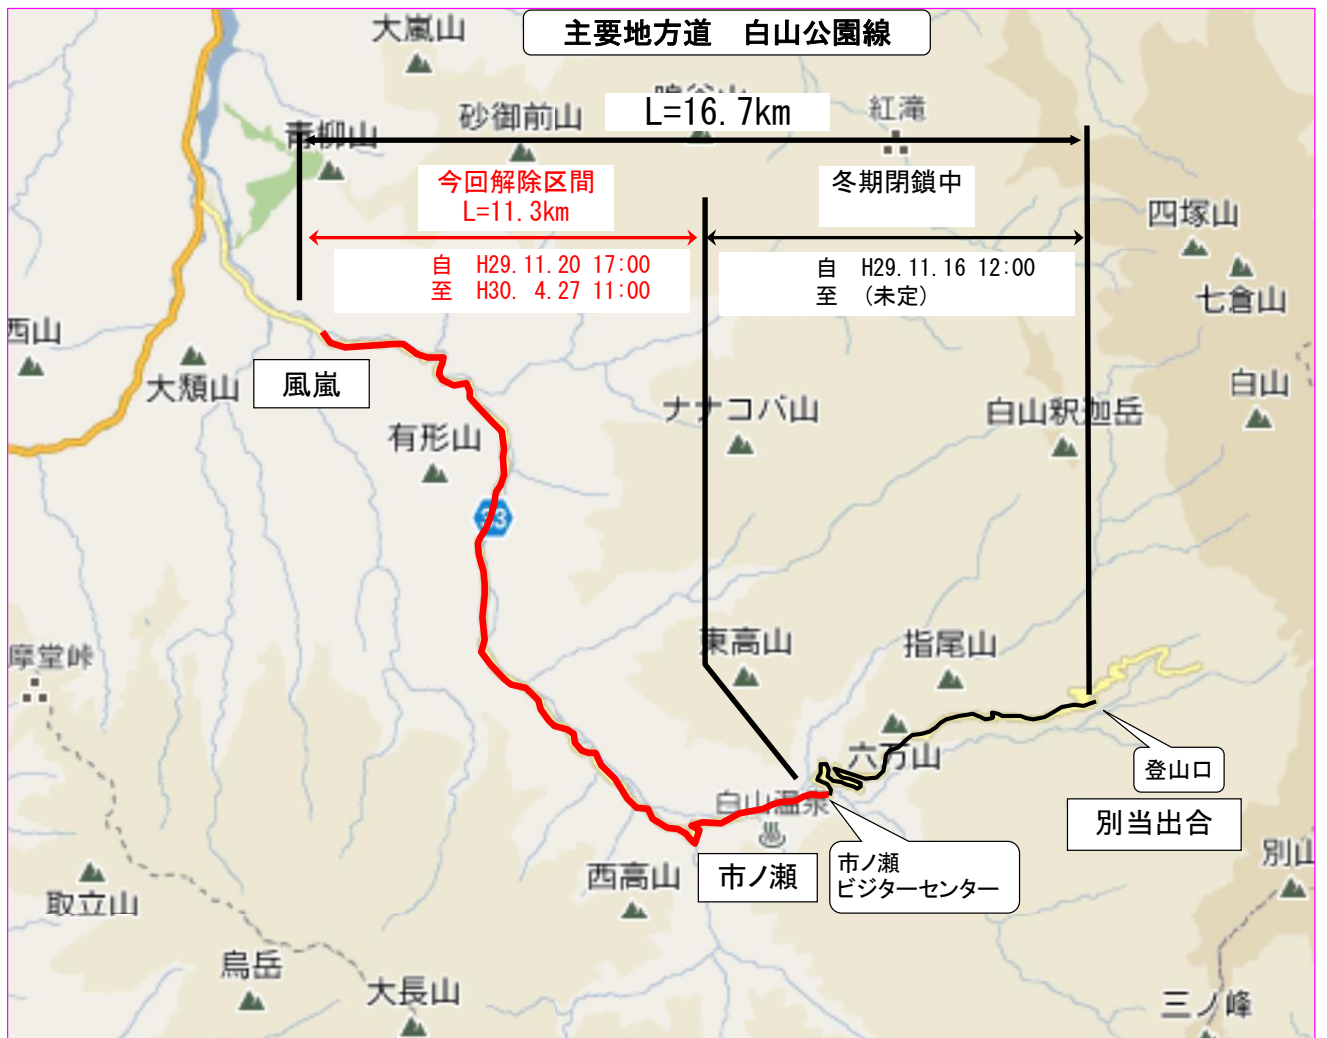 主要地方道　白山公園線
大嵐山
L=16.7km
砂御前山
紅滝
青柳山
今回解除区間
L=11.3km
冬期閉鎖中
四塚山
自　H29.11.20 17:00
至　H30. 4.27 11:00
自　H29.11.16 12:00
至　(未定)
七倉山
西山
大頽山
風嵐
ナナコバ山
白山釈迦岳
白山
有形山
33
東高山
指尾山
摩堂峠
六万山
登山口
白山温泉
別当出合
西高山
市ノ瀬
市ノ瀬
ビジターセンター
別山
取立山
鳥岳
大長山
三ノ峰